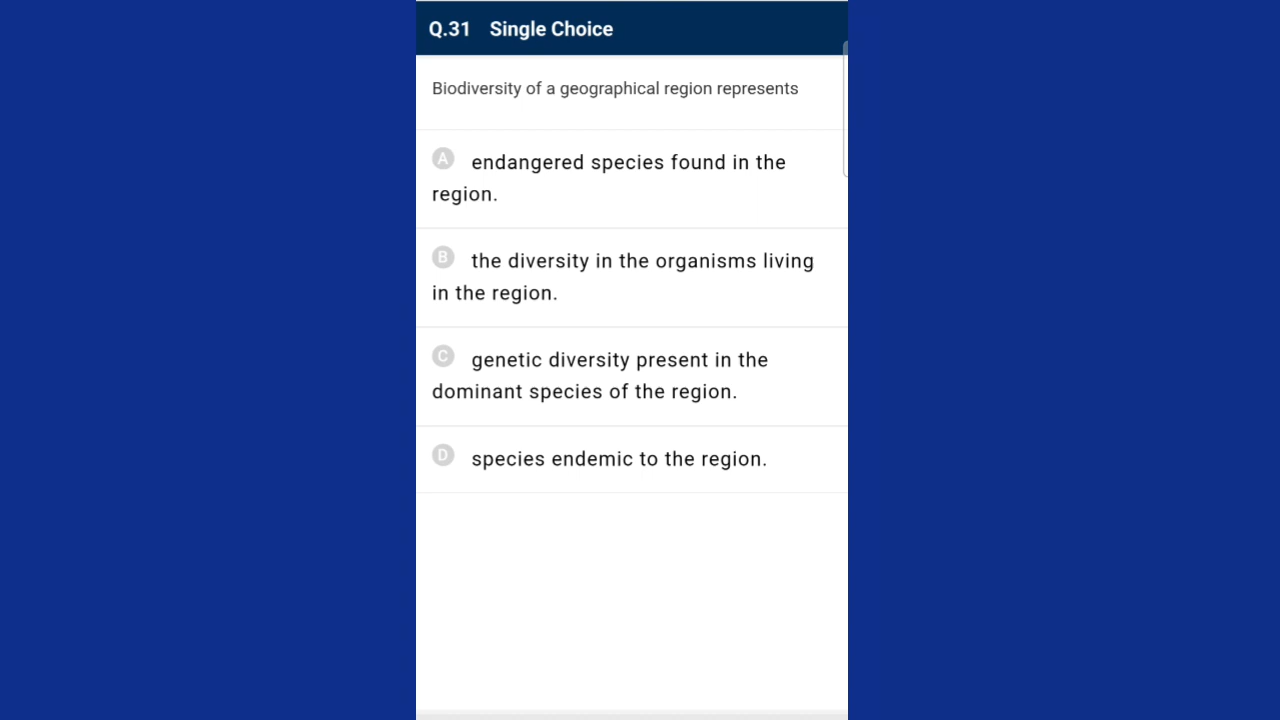 Q.31 Single Choice
Biodiversity of a geographical region represents
A endangered species found in the
region.
B the diversity in the organisms living
in the region.
C genetic diversity present in the
dominant species of the region.
D species endemic to the region.